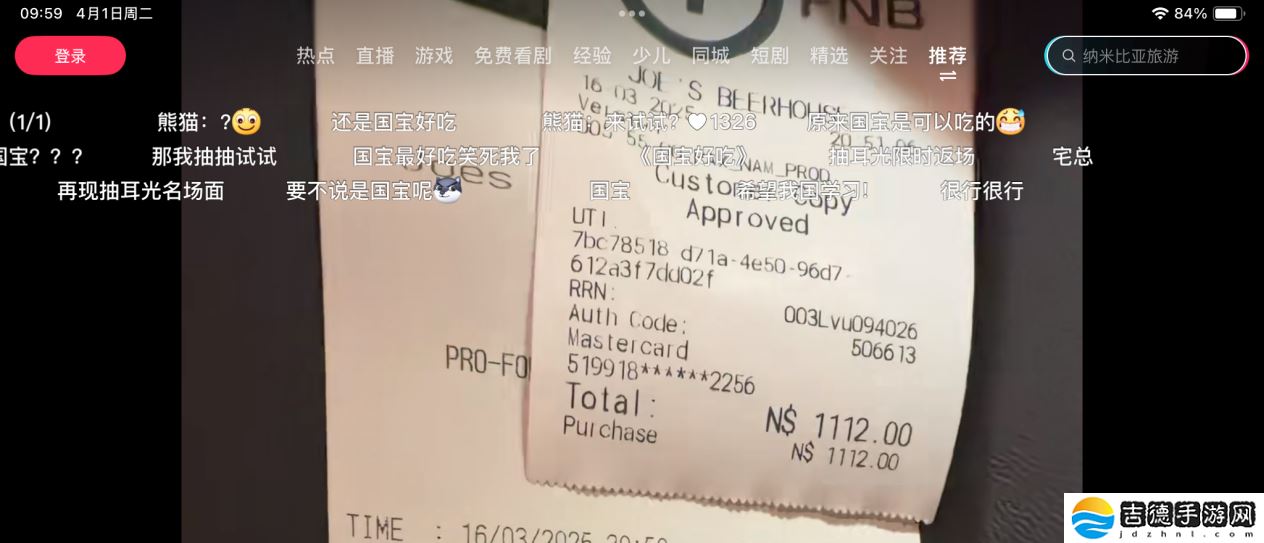 09:59 4月1日周二
84%
登录
热点 直播 游戏 免费看剧 经验 少儿 同城 短剧 精选 关注 推荐
纳米比亚旅游
(1/1) 熊猫：? 还是国宝好吃 熊猫：来试试? 1326 原来国宝是可以吃的
国宝？？？ 那我抽抽试试 国宝最好吃笑死我了 《国宝好吃》 抽耳光限时返场 宅总
再现抽耳光名场面 要不说是国宝呢 国宝 希望我国学习！ 很行很行
FNB
JOE'S BEERHOUSE
16 03 2025
NAM_PROD
Customer Copy
Approved
UTI:
7bc78518 d71a-4e50-96d7-
612a3f7dd02f
RRN: 003Lvu094026
Auth Code: 506613
Mastercard
519918******2256
Total: N$ 1112.00
Purchase N$ 1112.00
PRO-FO
TIME : 16/03/2025
吉德手游网
jdzhnl.com